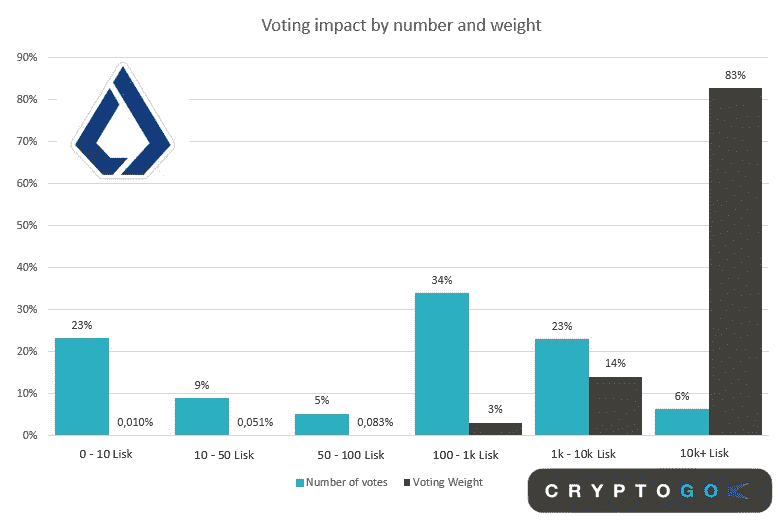 Voting impact by number and weight
90%
80%
70%
60%
50%
40%
30%
20%
10%
0%
23%
0,010%
9%
0,051%
5%
0,083%
34%
3%
23%
14%
6%
83%
0 - 10 Lisk
10 - 50 Lisk
50 - 100 Lisk
100 - 1k Lisk
1k - 10k Lisk
10k+ Lisk
Number of votes
Voting Weight
CRYPTOGO